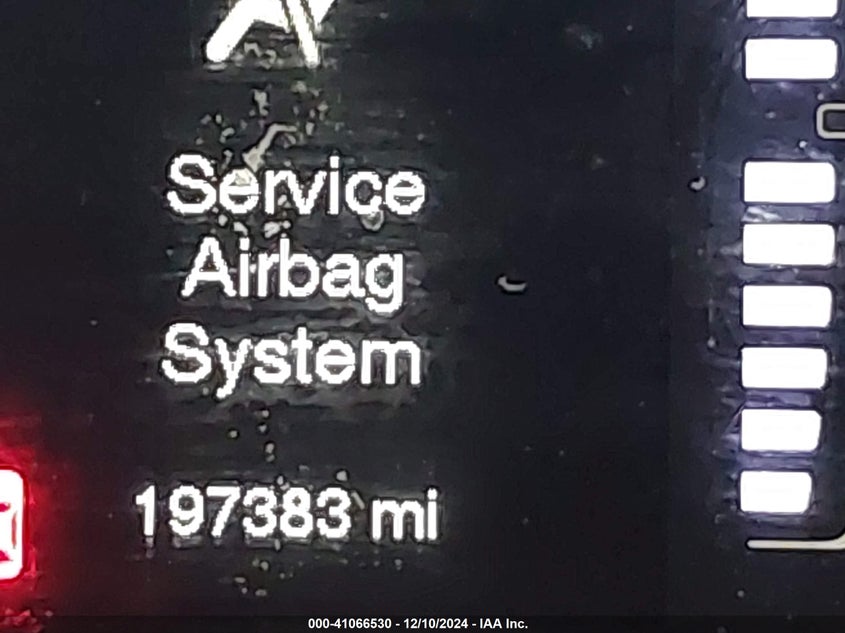 Service
Airbag
System
197383 mi
000-41066530 - 12/10/2024 - IAA Inc.